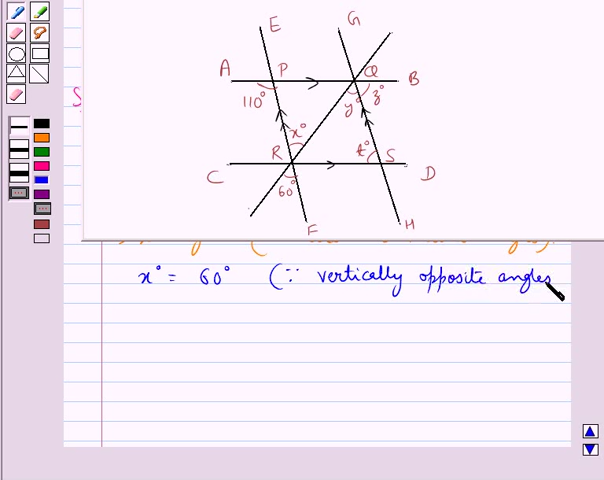 E
G
A P Q B
110° y° z°
x°
R t° S
C D
60°
F H
x° = 60° (∵ vertically opposite angles